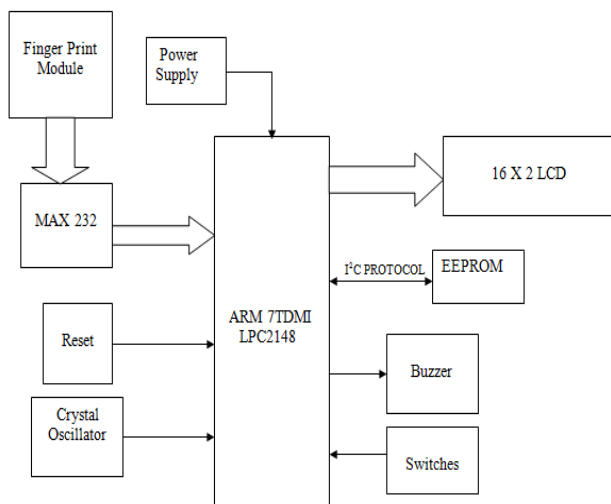 Finger Print
Module
Power
Supply
16 X 2 LCD
MAX 232
I²C PROTOCOL
EEPROM
ARM 7TDMI
LPC2148
Reset
Buzzer
Crystal
Oscillator
Switches